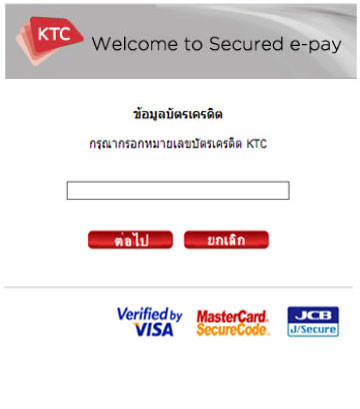 KTC
Welcome to Secured e-pay
ข้อมูลบัตรเครดิต
กรุณากรอกหมายเลขบัตรเครดิต KTC
ต่อไป ยกเลิก
Verified by VISA
MasterCard. SecureCode.
JCB J/Secure